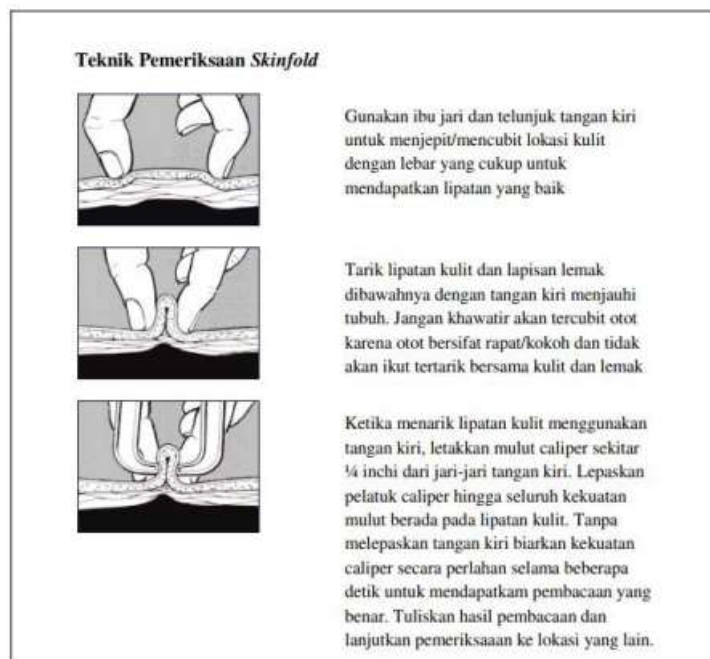 Teknik Pemeriksaan Skinfold
Gunakan ibu jari dan telunjuk tangan kiri
untuk menjepit/mencubit lokasi kulit
dengan lebar yang cukup untuk
mendapatkan lipatan yang baik
Tarik lipatan kulit dan lapisan lemak
dibawahnya dengan tangan kiri menjauhi
tubuh. Jangan khawatir akan tercubit otot
karena otot bersifat rapat/kokoh dan tidak
akan ikut tertarik bersama kulit dan lemak
Ketika menarik lipatan kulit menggunakan
tangan kiri, letakkan mulut caliper sekitar
¼ inchi dari jari-jari tangan kiri. Lepaskan
pelatuk caliper hingga seluruh kekuatan
mulut berada pada lipatan kulit. Tanpa
melepaskan tangan kiri biarkan kekuatan
caliper secara perlahan selama beberapa
detik untuk mendapatkam pembacaan yang
benar. Tuliskan hasil pembacaan dan
lanjutkan pemeriksaaan ke lokasi yang lain.